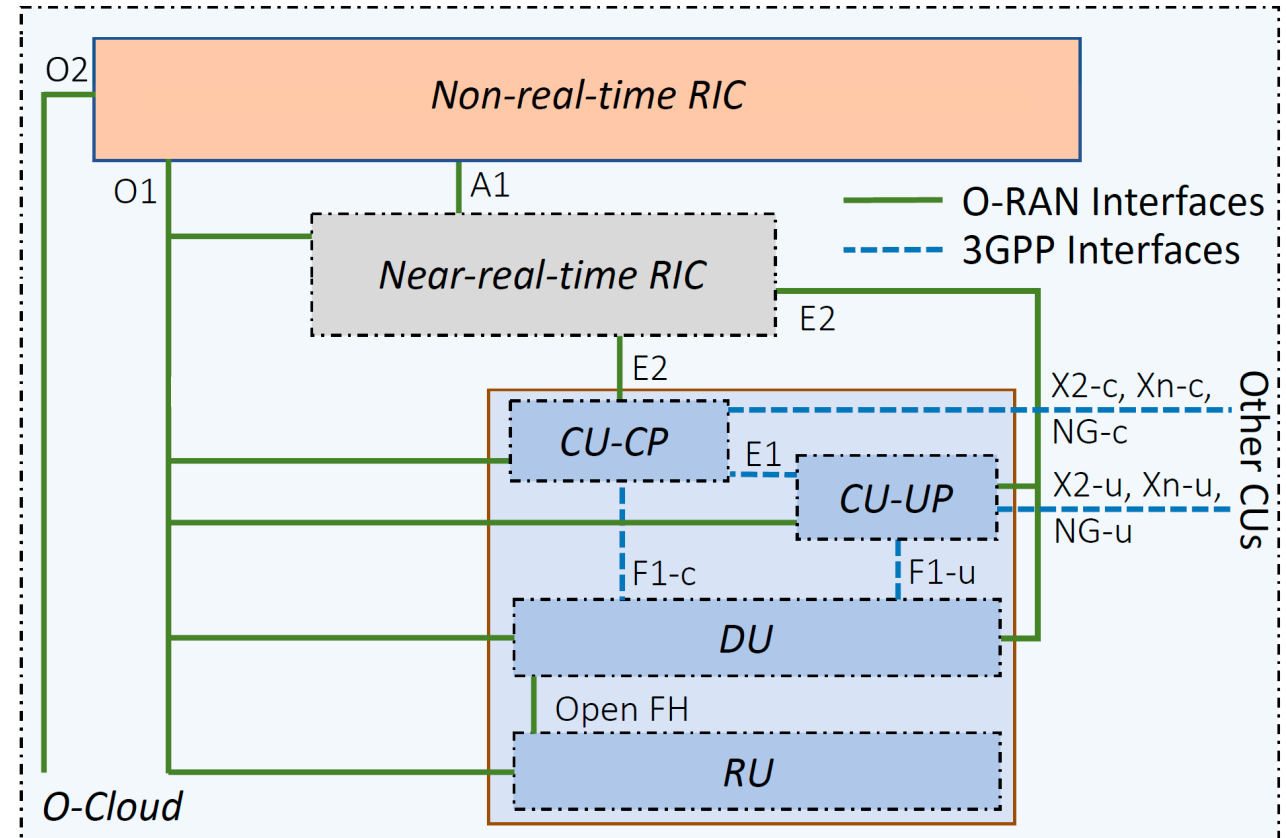 O2
Non-real-time RIC
O1
A1
O-RAN Interfaces
3GPP Interfaces
Near-real-time RIC
E2
E2
X2-c, Xn-c,
NG-c
Other CUs
CU-CP
E1
CU-UP
X2-u, Xn-u,
NG-u
F1-c
F1-u
DU
Open FH
RU
O-Cloud